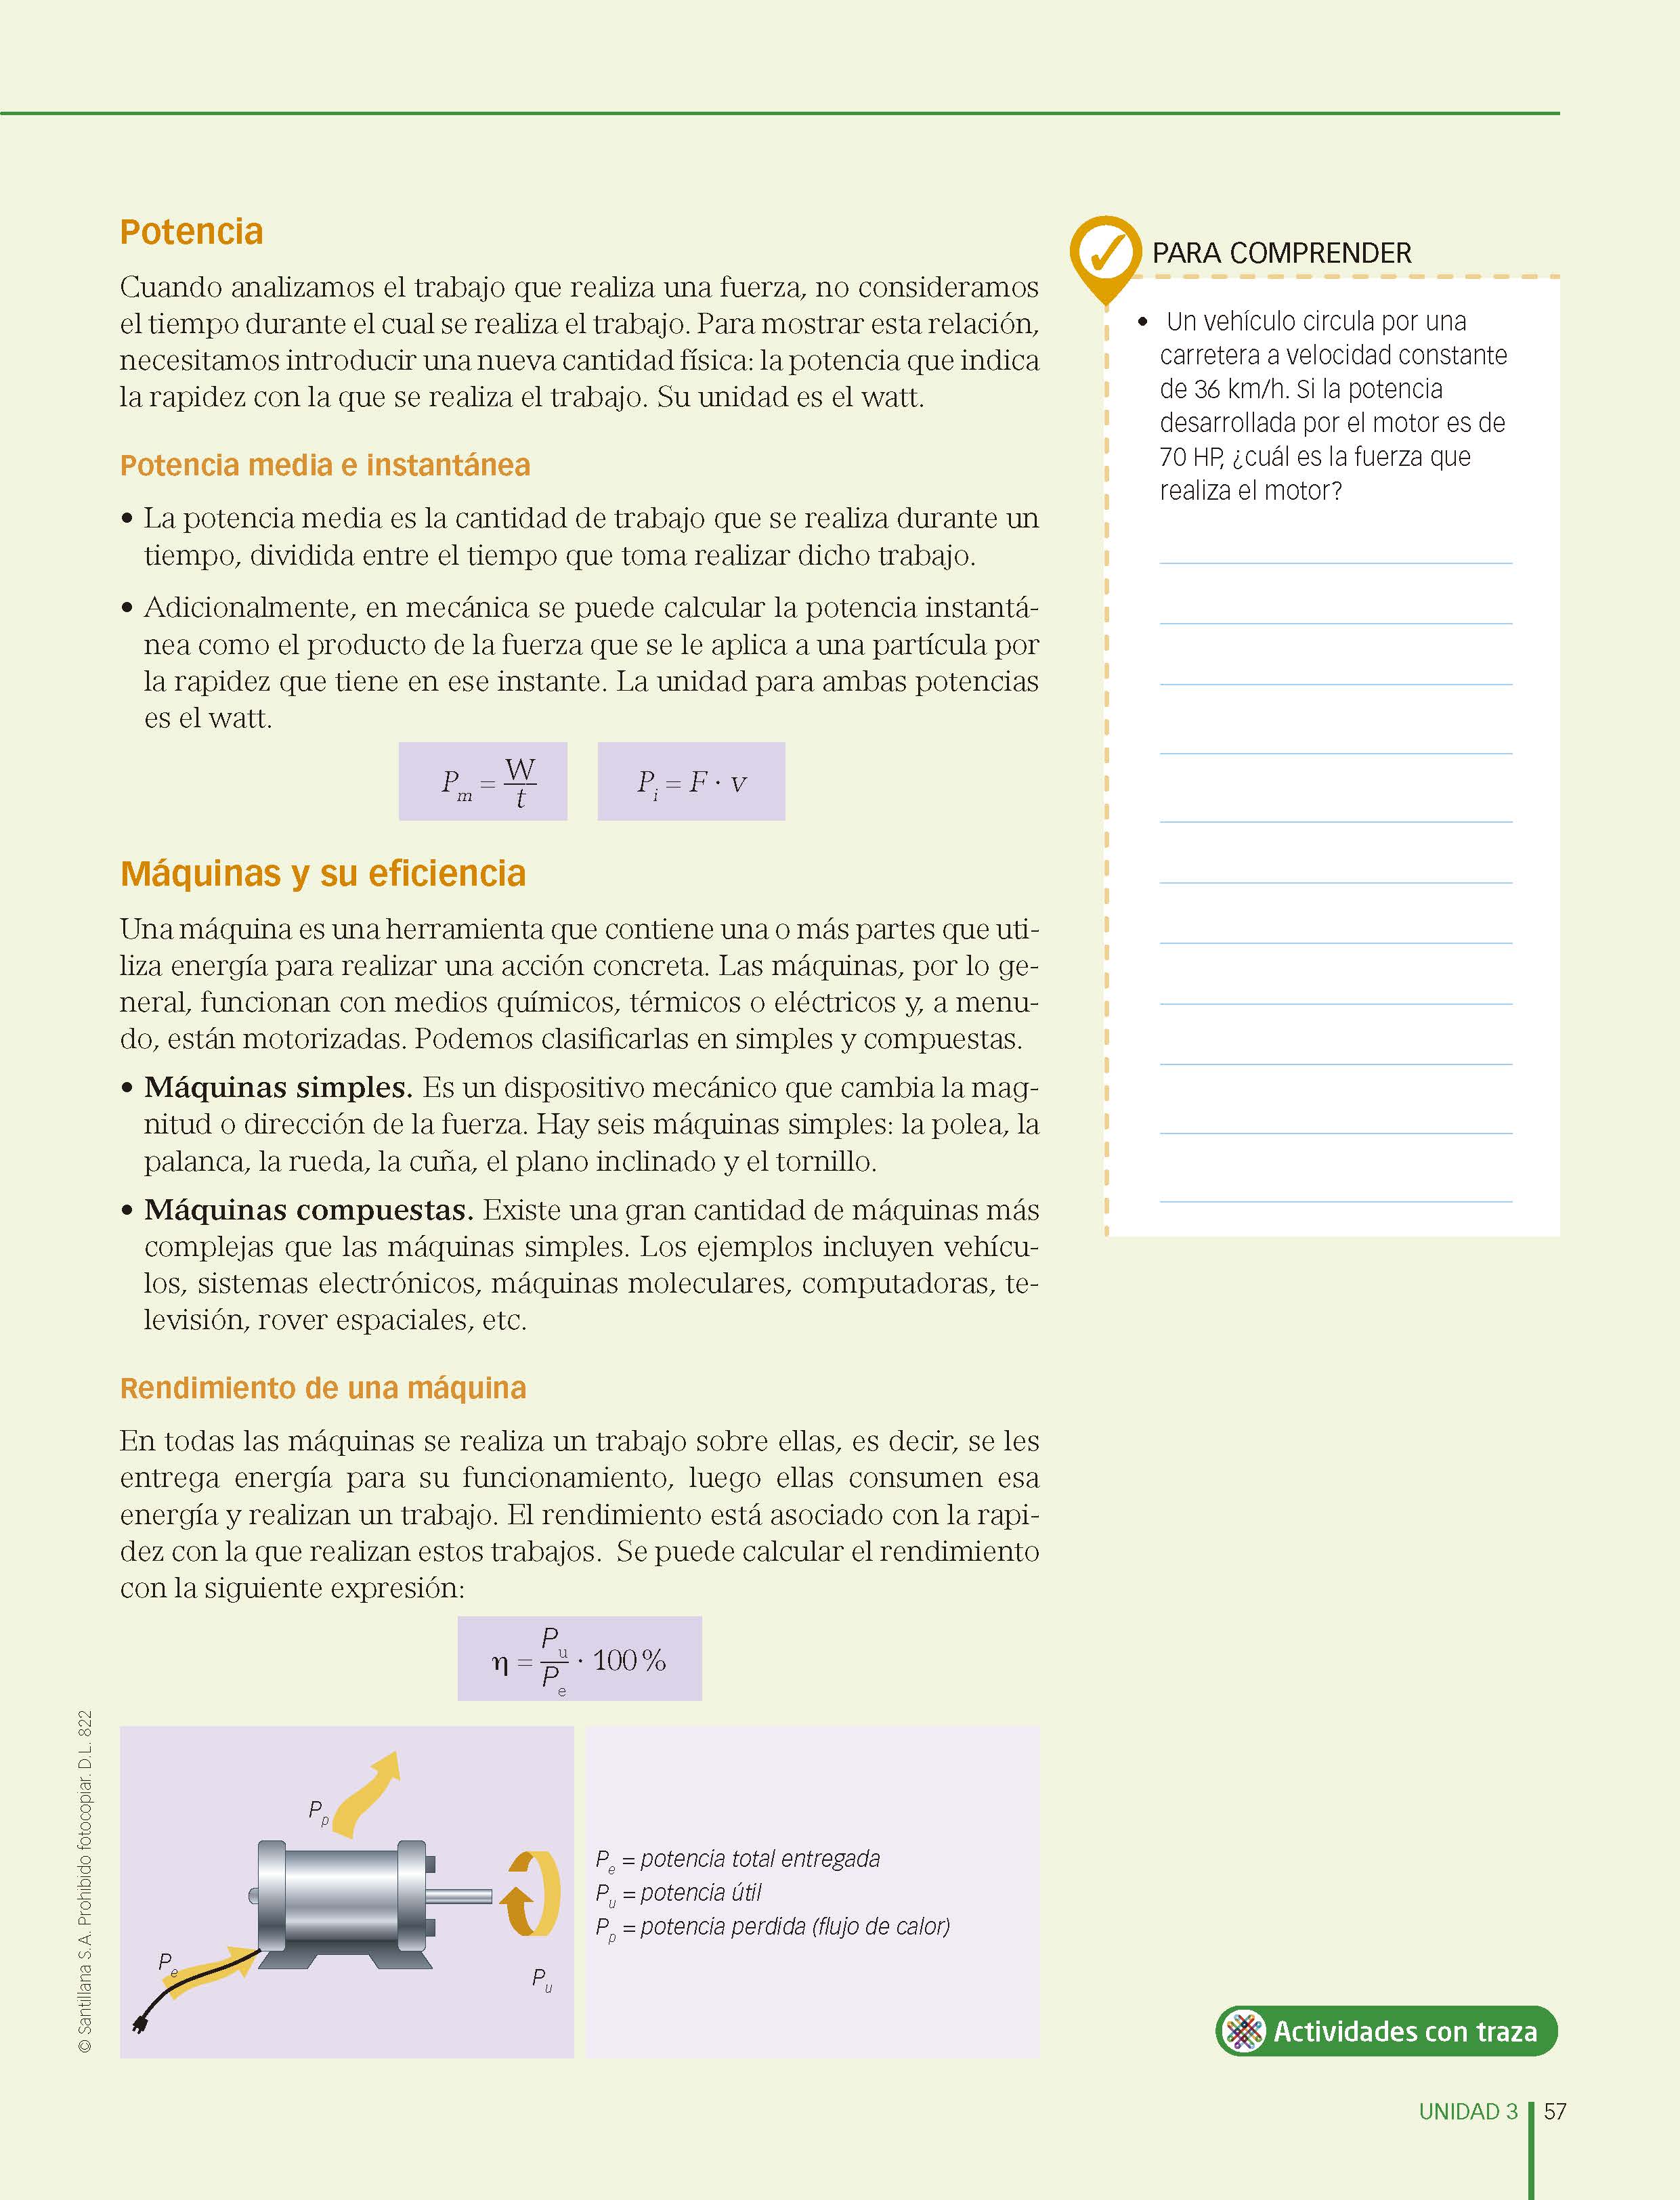 Potencia
Cuando analizamos el trabajo que realiza una fuerza, no consideramos
el tiempo durante el cual se realiza el trabajo. Para mostrar esta relación,
necesitamos introducir una nueva cantidad física: la potencia que indica
la rapidez con la que se realiza el trabajo. Su unidad es el watt.
Potencia media e instantánea
• La potencia media es la cantidad de trabajo que se realiza durante un
tiempo, dividida entre el tiempo que toma realizar dicho trabajo.
• Adicionalmente, en mecánica se puede calcular la potencia instantá-
nea como el producto de la fuerza que se le aplica a una partícula por
la rapidez que tiene en ese instante. La unidad para ambas potencias
es el watt.
P_m = W/t
P_i = F · v
Máquinas y su eficiencia
Una máquina es una herramienta que contiene una o más partes que uti-
liza energía para realizar una acción concreta. Las máquinas, por lo ge-
neral, funcionan con medios químicos, térmicos o eléctricos y, a menu-
do, están motorizadas. Podemos clasificarlas en simples y compuestas.
• Máquinas simples. Es un dispositivo mecánico que cambia la mag-
nitud o dirección de la fuerza. Hay seis máquinas simples: la polea, la
palanca, la rueda, la cuña, el plano inclinado y el tornillo.
• Máquinas compuestas. Existe una gran cantidad de máquinas más
complejas que las máquinas simples. Los ejemplos incluyen vehícu-
los, sistemas electrónicos, máquinas moleculares, computadoras, te-
levisión, rover espaciales, etc.
Rendimiento de una máquina
En todas las máquinas se realiza un trabajo sobre ellas, es decir, se les
entrega energía para su funcionamiento, luego ellas consumen esa
energía y realizan un trabajo. El rendimiento está asociado con la rapi-
dez con la que realizan estos trabajos. Se puede calcular el rendimiento
con la siguiente expresión:
η = P_u/P_e · 100 %
P_p
P_e
P_u
P_e = potencia total entregada
P_u = potencia útil
P_p = potencia perdida (flujo de calor)
PARA COMPRENDER
• Un vehículo circula por una
carretera a velocidad constante
de 36 km/h. Si la potencia
desarrollada por el motor es de
70 HP, ¿cuál es la fuerza que
realiza el motor?
Actividades con traza
© Santillana S.A. Prohibido fotocopiar. D.L. 822
UNIDAD 3
57